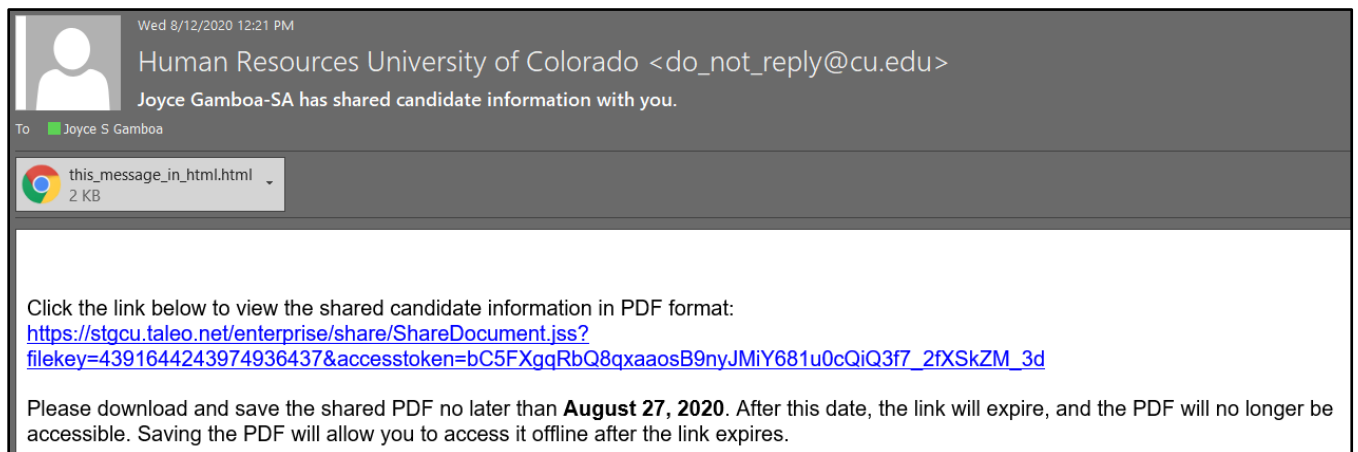 Wed 8/12/2020 12:21 PM
Human Resources University of Colorado <do_not_reply@cu.edu>
Joyce Gamboa-SA has shared candidate information with you.
To Joyce S Gamboa
this_message_in_html.html
2 KB
Click the link below to view the shared candidate information in PDF format:
https://stgcu.taleo.net/enterprise/share/ShareDocument.jss?
filekey=4391644243974936437&accesstoken=bC5FXgqRbQ8qxaaosB9nyJMiY681u0cQiQ3f7_2fXSkZM_3d
Please download and save the shared PDF no later than August 27, 2020. After this date, the link will expire, and the PDF will no longer be
accessible. Saving the PDF will allow you to access it offline after the link expires.